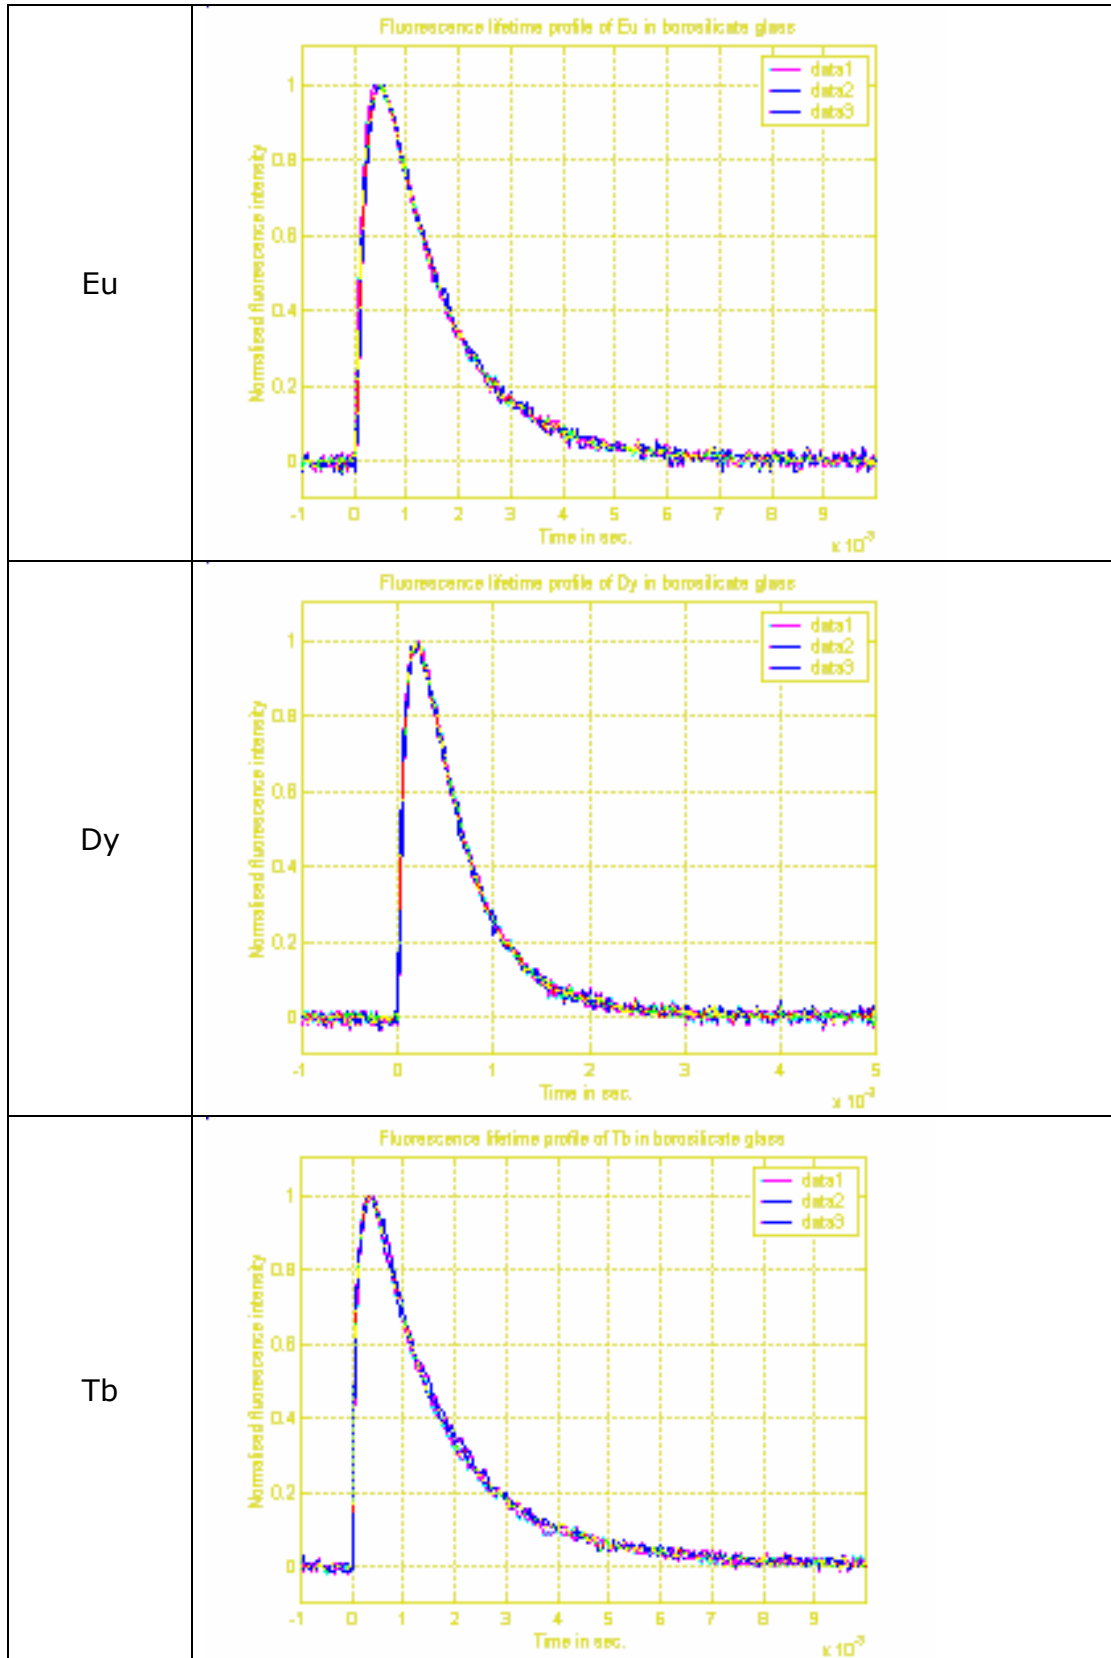 Eu
Fluorescence lifetime profile of Eu in borosilicate glass
data1
data2
data3
Normalised fluorescence intensity
1
0.8
0.6
0.4
0.2
0
-1 0 1 2 3 4 5 6 7 8 9
Time in sec.
x 10-3
Dy
Fluorescence lifetime profile of Dy in borosilicate glass
data1
data2
data3
Normalised fluorescence intensity
1
0.8
0.6
0.4
0.2
0
-1 0 1 2 3 4 5
Time in sec.
x 10-3
Tb
Fluorescence lifetime profile of Tb in borosilicate glass
data1
data2
data3
Normalised fluorescence intensity
1
0.8
0.6
0.4
0.2
0
-1 0 1 2 3 4 5 6 7 8 9
Time in sec.
x 10-3